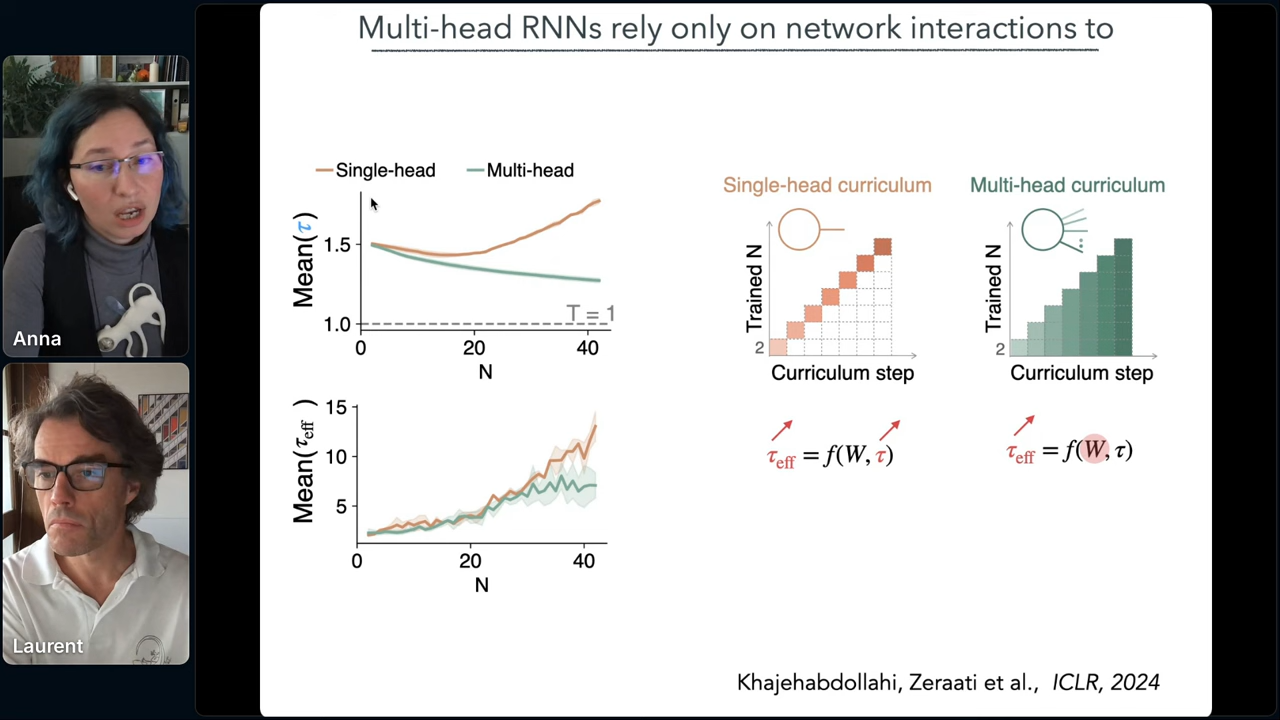 Multi-head RNNs rely only on network interactions to
Single-head
Multi-head
Mean(τ)
1.5
1.0
T = 1
0
20
40
N
Mean(τeff )
15
10
5
0
20
40
N
Single-head curriculum
Trained N
2
Curriculum step
τeff = f(W, τ)
Multi-head curriculum
Trained N
2
Curriculum step
τeff = f(W, τ)
Khajehabdollahi, Zeraati et al., ICLR, 2024
Anna
Laurent